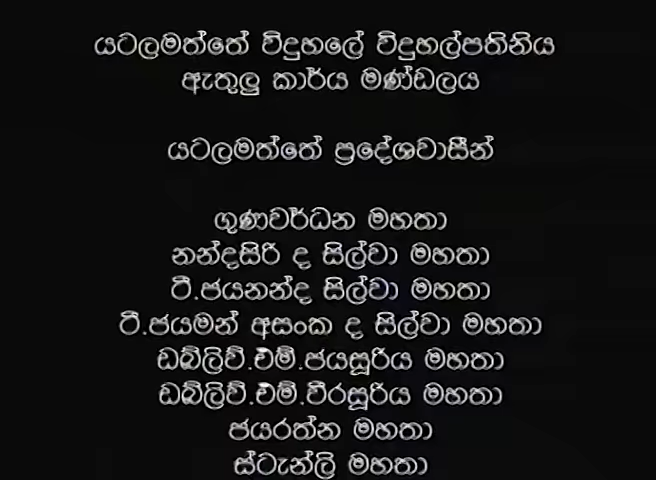 යටලමත්තේ විදුහලේ විදුහල්පතිනිය
ඇතුලු කාර්ය මණ්ඩලය
යටලමත්තේ ප්‍රදේශවාසීන්
ගුණවර්ධන මහතා
නන්දසිරි ද සිල්වා මහතා
ටී.ජයනන්ද සිල්වා මහතා
ටී.ජයමන් අසංක ද සිල්වා මහතා
ඩබ්ලිව්.එම්.ජයසූරිය මහතා
ඩබ්ලිව්.එම්.වීරසූරිය මහතා
ජයරත්න මහතා
ස්ටැන්ලි මහතා